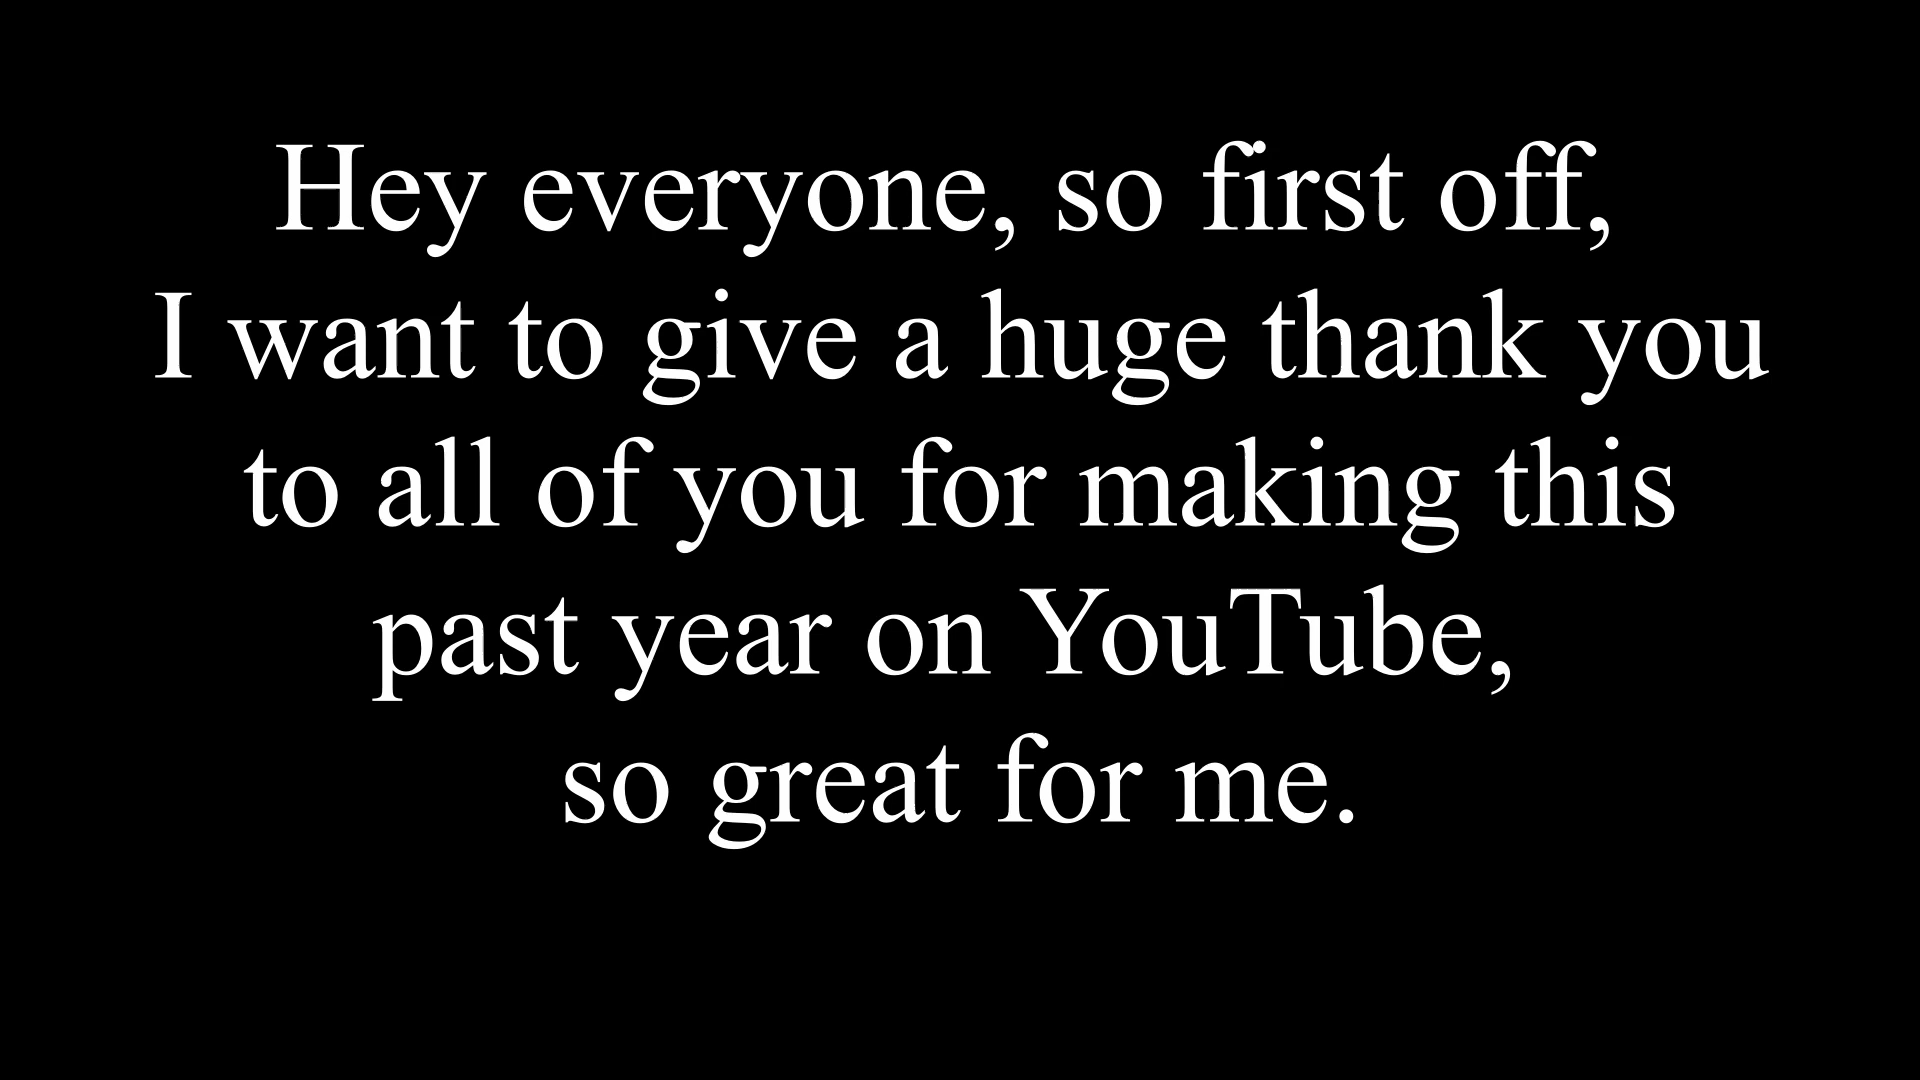 Hey everyone, so first off,
I want to give a huge thank you
to all of you for making this
past year on YouTube,
so great for me.